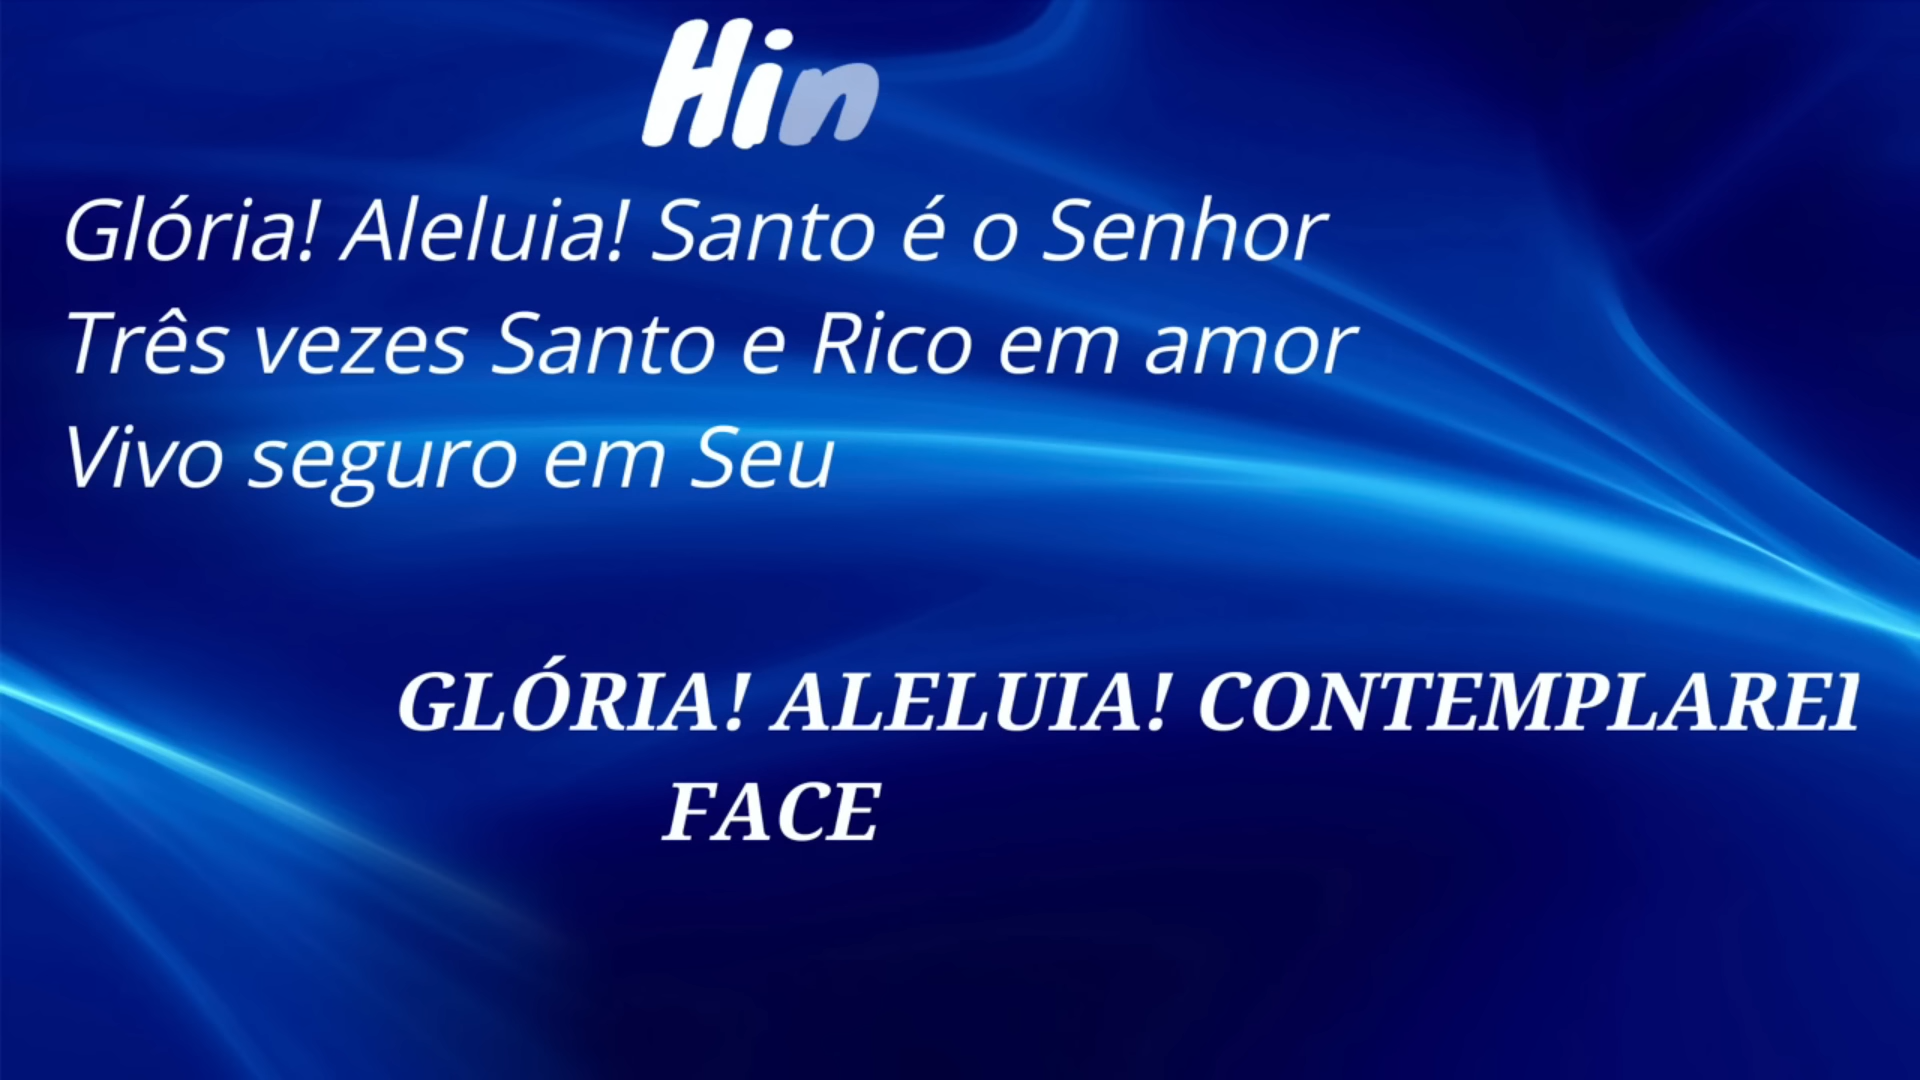 Hin
Glória! Aleluia! Santo é o Senhor
Três vezes Santo e Rico em amor
Vivo seguro em Seu
GLÓRIA! ALELUIA! CONTEMPLAREI
FACE